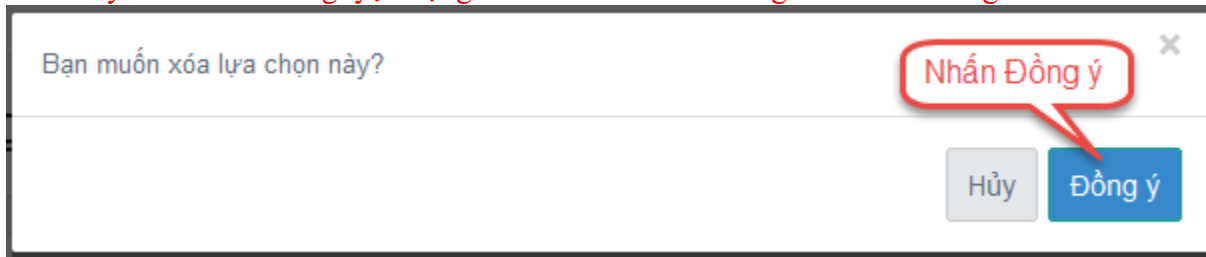 Bạn muốn xóa lựa chọn này?
×
Nhấn Đồng ý
Hủy
Đồng ý